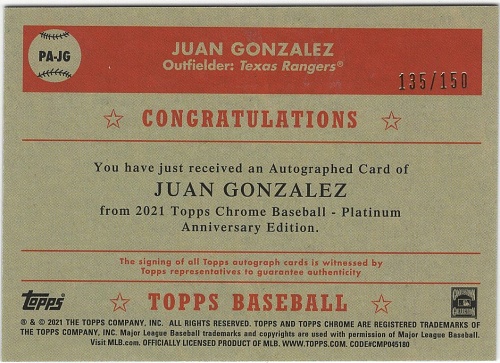 PA-JG
JUAN GONZALEZ
Outfielder: Texas Rangers®
135/150
☆ CONGRATULATIONS ☆
You have just received an Autographed Card of
JUAN GONZALEZ
from 2021 Topps Chrome Baseball - Platinum
Anniversary Edition.
The signing of all Topps autograph cards is witnessed by
Topps representatives to guarantee authenticity
Topps ☆ TOPPS BASEBALL ☆
® & © 2021 THE TOPPS COMPANY, INC. ALL RIGHTS RESERVED. TOPPS AND TOPPS CHROME ARE REGISTERED TRADEMARKS OF
THE TOPPS COMPANY, INC. Major League Baseball trademarks and copyrights are used with permission of Major League Baseball.
Visit MLB.com. OFFICIALLY LICENSED PRODUCT OF MLB. WWW.TOPPS.COM. CODE#CMP045180